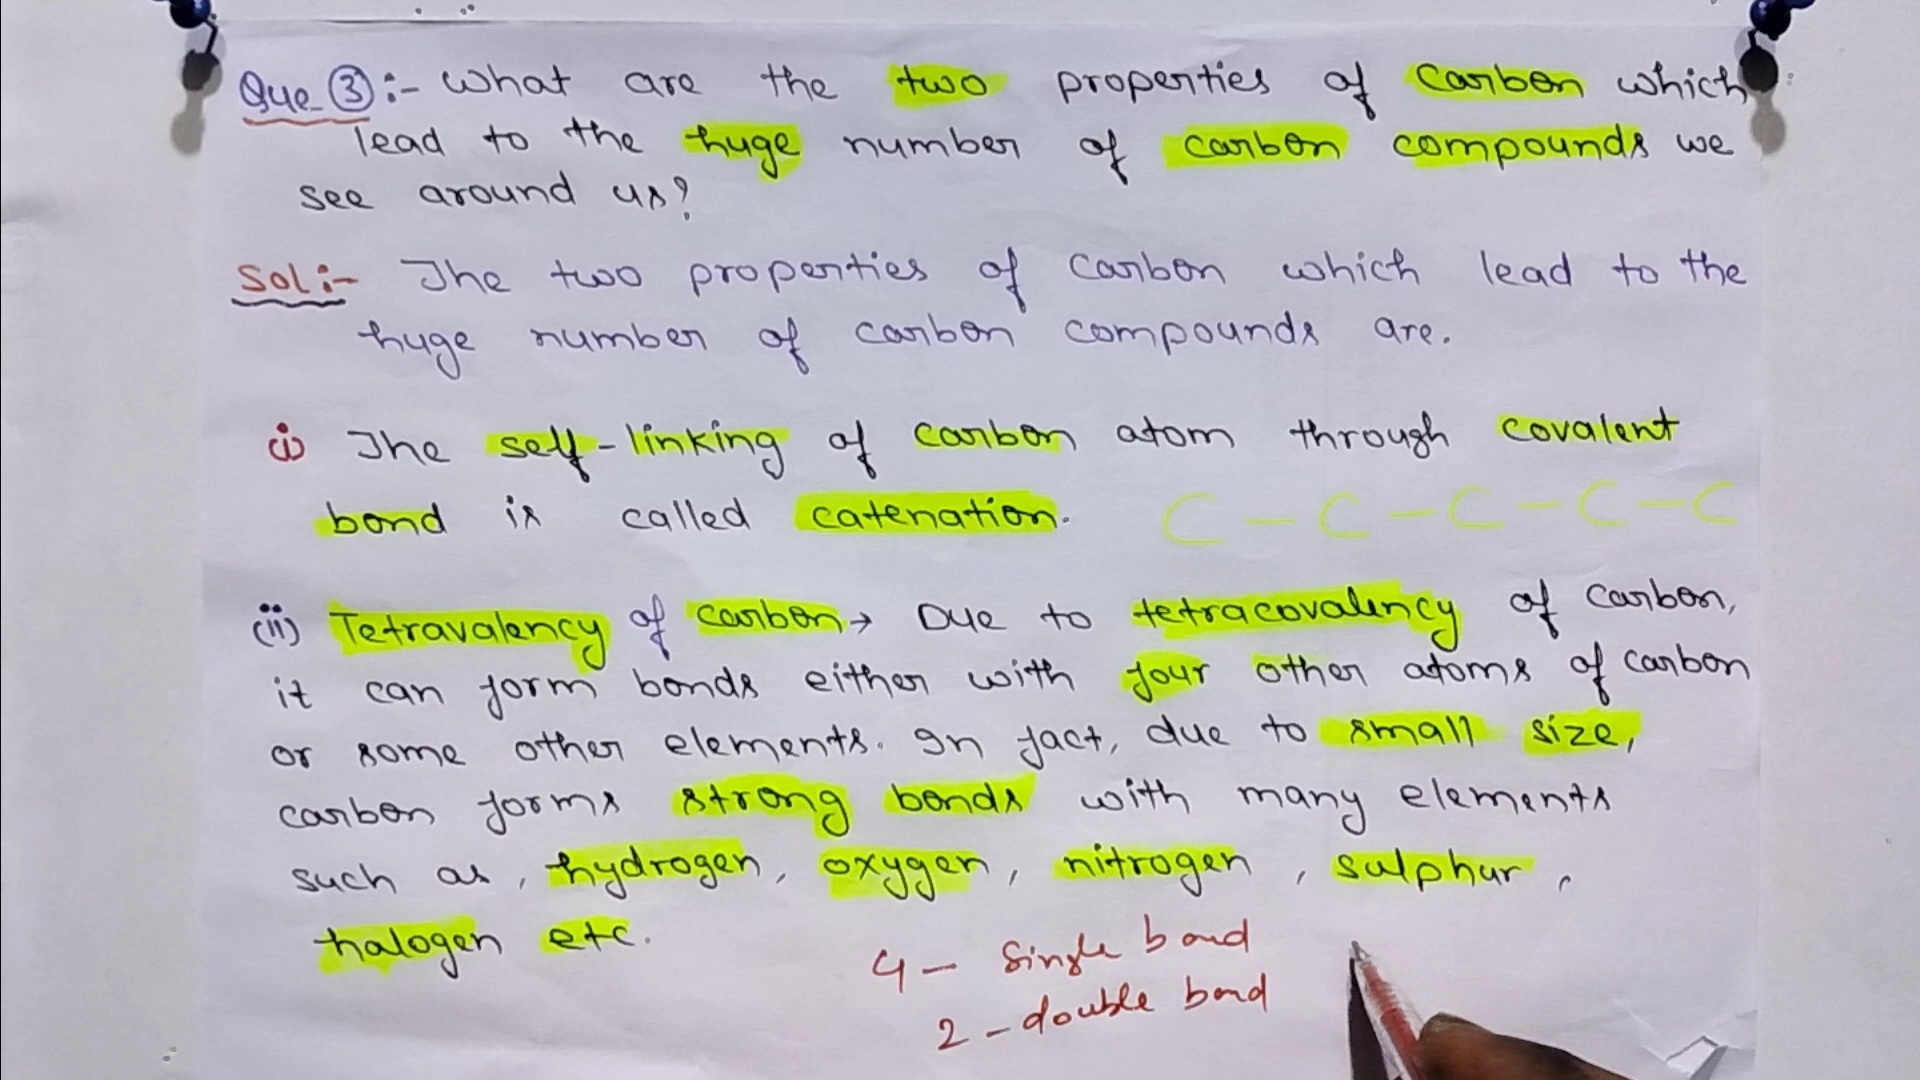 Que ③:- What are the two properties of Carbon which
lead to the huge number of carbon compounds we
see around us?
Sol:- The two properties of Carbon which lead to the
huge number of carbon compounds are.
(i) The self-linking of carbon atom through covalent
bond is called catenation. C - C - C - C - C
(ii) Tetravalency of carbon → Due to tetracovalency of carbon,
it can form bonds either with four other atoms of carbon
or some other elements. In fact, due to small size,
carbon forms strong bonds with many elements
such as, hydrogen, oxygen, nitrogen, sulphur,
halogen etc.
4 - Single bond
2 - double bond